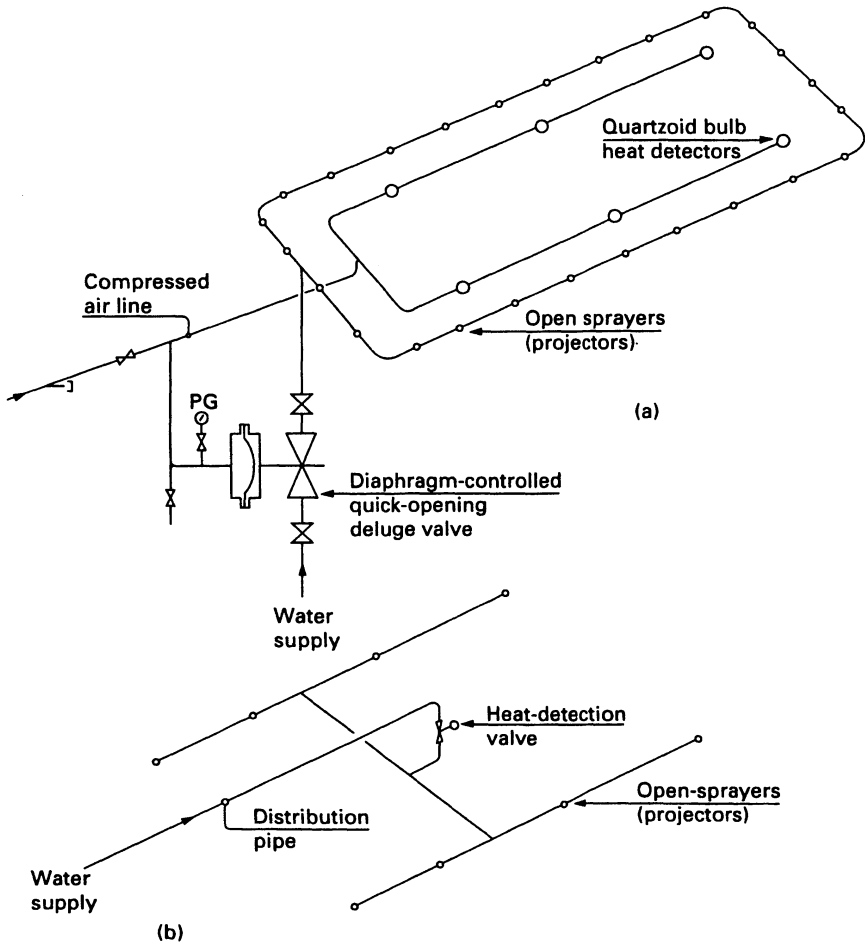 Quartzoid bulb
heat detectors
Compressed
air line
Open sprayers
(projectors)
(a)
PG
Diaphragm-controlled
quick-opening
deluge valve
Water
supply
Heat-detection
valve
Open-sprayers
(projectors)
Distribution
pipe
Water
supply
(b)